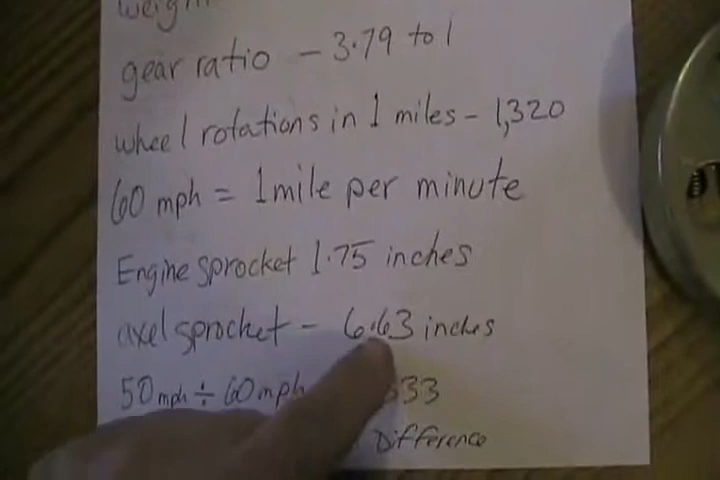 gear ratio - 3.79 to 1
wheel rotations in 1 miles - 1,320
60 mph = 1 mile per minute
Engine sprocket 1.75 inches
axel sprocket - 6.63 inches
50 mph ÷ 60 mph 33
Difference